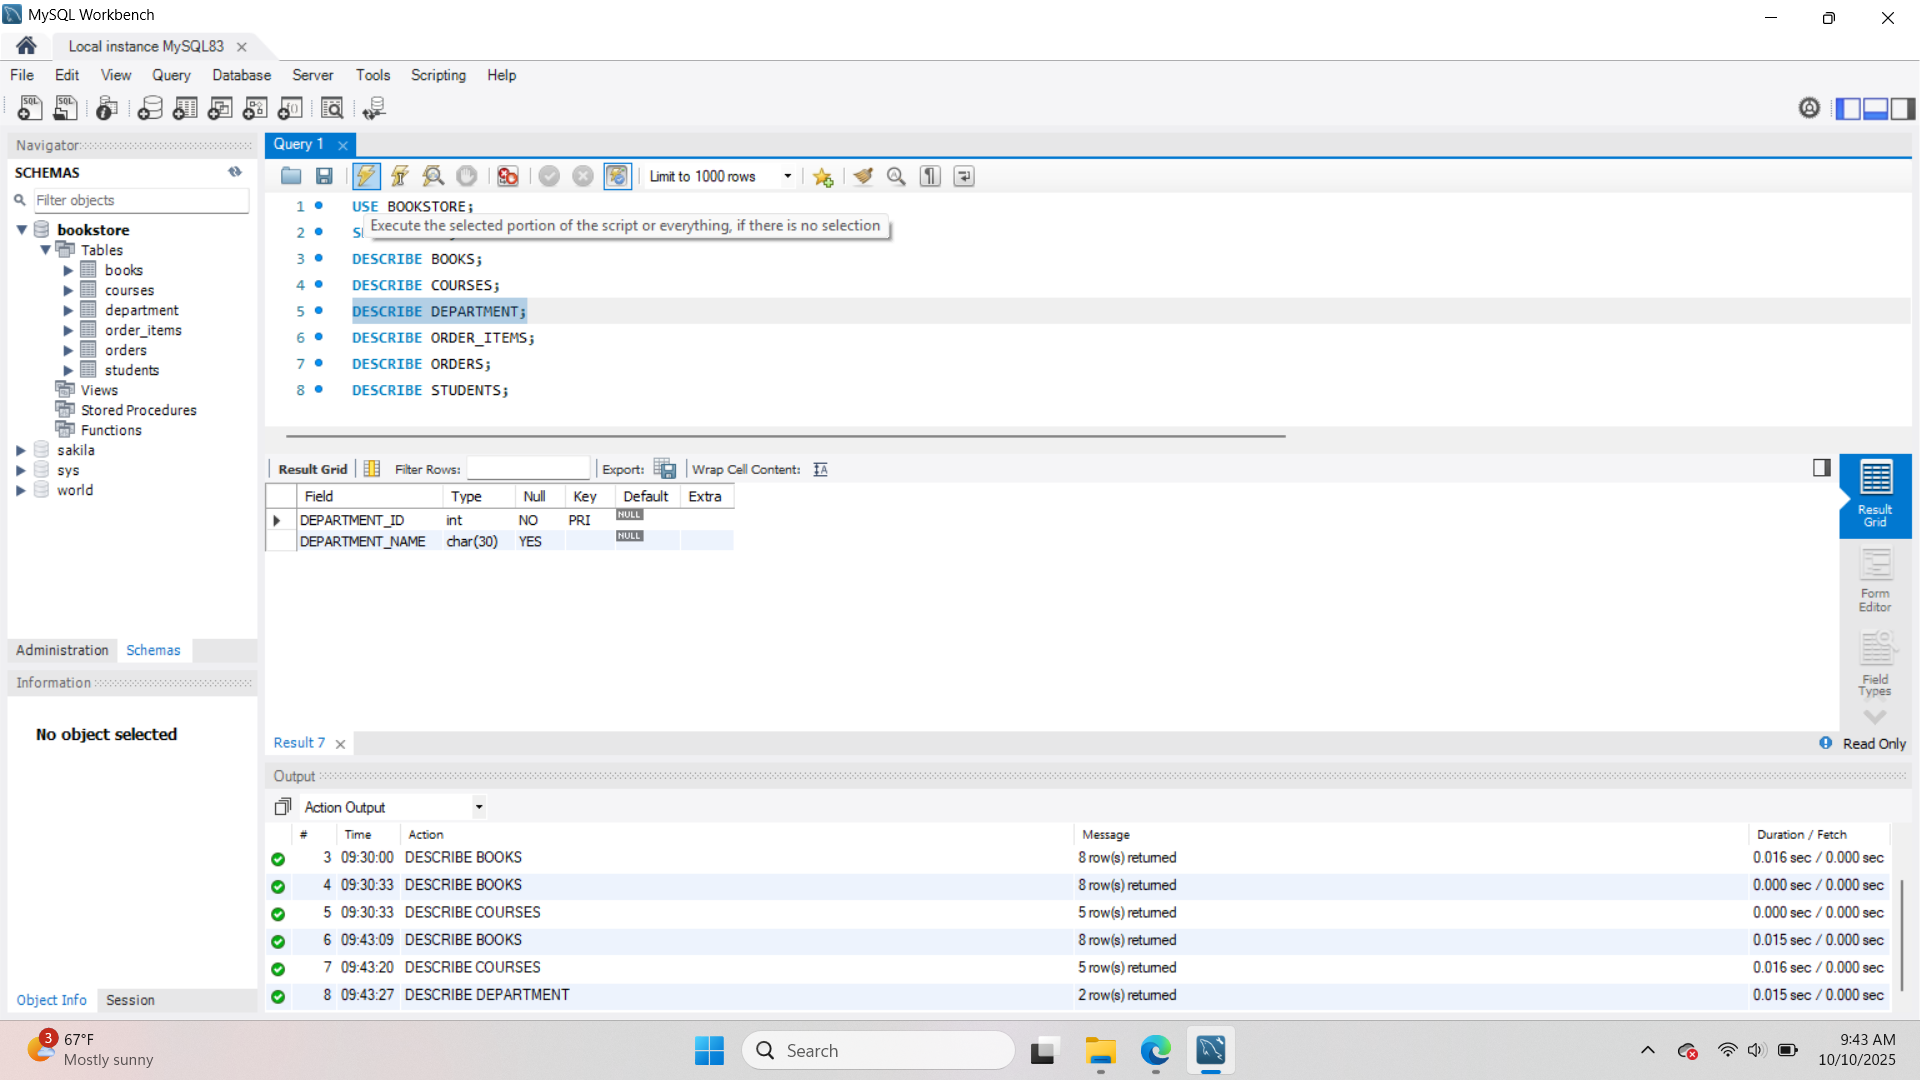 MySQL Workbench
Local instance MySQL83
File Edit View Query Database Server Tools Scripting Help
Navigator
SCHEMAS
Filter objects
bookstore
Tables
books
courses
department
order_items
orders
students
Views
Stored Procedures
Functions
sakila
sys
world
Administration Schemas
Information
No object selected
Object Info Session
Query 1
Limit to 1000 rows
1 USE BOOKSTORE;
Execute the selected portion of the script or everything, if there is no selection
2
3 DESCRIBE BOOKS;
4 DESCRIBE COURSES;
5 DESCRIBE DEPARTMENT;
6 DESCRIBE ORDER_ITEMS;
7 DESCRIBE ORDERS;
8 DESCRIBE STUDENTS;
Result Grid Filter Rows: Export: Wrap Cell Content:
Field Type Null Key Default Extra
DEPARTMENT_ID int NO PRI NULL
DEPARTMENT_NAME char(30) YES NULL
Result
Grid
Form
Editor
Field
Types
Result 7
Read Only
Output
Action Output
# Time Action Message Duration / Fetch
3 09:30:00 DESCRIBE BOOKS 8 row(s) returned 0.016 sec / 0.000 sec
4 09:30:33 DESCRIBE BOOKS 8 row(s) returned 0.000 sec / 0.000 sec
5 09:30:33 DESCRIBE COURSES 5 row(s) returned 0.000 sec / 0.000 sec
6 09:43:09 DESCRIBE BOOKS 8 row(s) returned 0.015 sec / 0.000 sec
7 09:43:20 DESCRIBE COURSES 5 row(s) returned 0.016 sec / 0.000 sec
8 09:43:27 DESCRIBE DEPARTMENT 2 row(s) returned 0.015 sec / 0.000 sec
3
67°F
Mostly sunny
Search
9:43 AM
10/10/2025